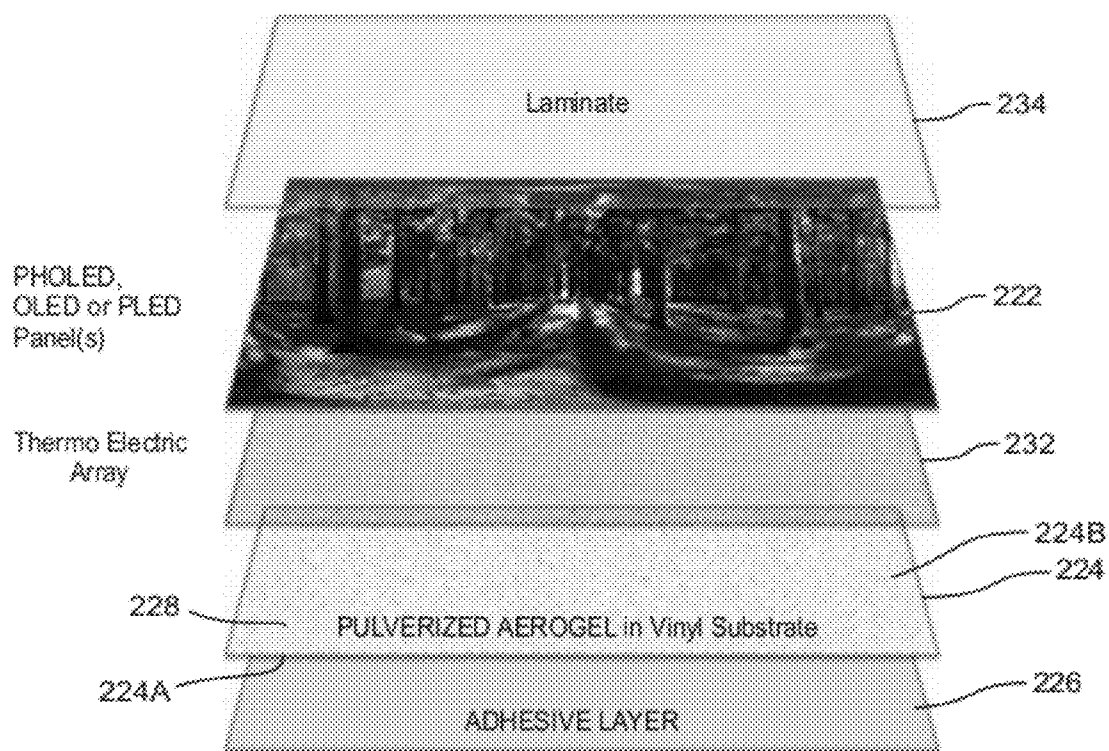 Laminate
234
PHOLED,
OLED or PLED
Panel(s)
222
Thermo Electric
Array
232
224B
224
228
PULVERIZED AEROGEL in Vinyl Substrate
224A
226
ADHESIVE LAYER